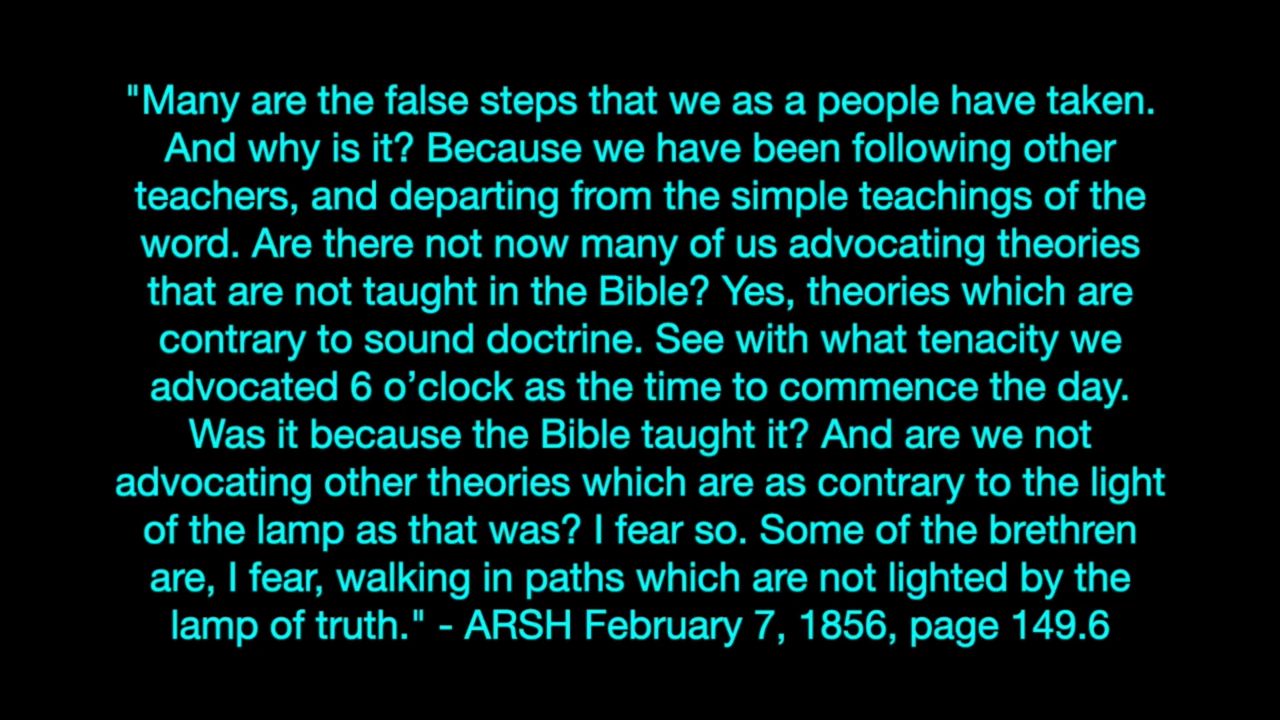 "Many are the false steps that we as a people have taken.
And why is it? Because we have been following other
teachers, and departing from the simple teachings of the
word. Are there not now many of us advocating theories
that are not taught in the Bible? Yes, theories which are
contrary to sound doctrine. See with what tenacity we
advocated 6 o’clock as the time to commence the day.
Was it because the Bible taught it? And are we not
advocating other theories which are as contrary to the light
of the lamp as that was? I fear so. Some of the brethren
are, I fear, walking in paths which are not lighted by the
lamp of truth." - ARSH February 7, 1856, page 149.6